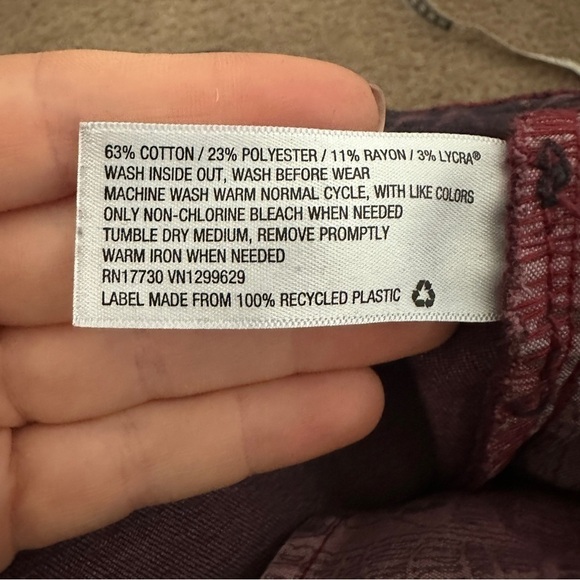 63% COTTON / 23% POLYESTER / 11% RAYON / 3% LYCRA®
WASH INSIDE OUT, WASH BEFORE WEAR
MACHINE WASH WARM NORMAL CYCLE, WITH LIKE COLORS
ONLY NON-CHLORINE BLEACH WHEN NEEDED
TUMBLE DRY MEDIUM, REMOVE PROMPTLY
WARM IRON WHEN NEEDED
RN17730 VN1299629
LABEL MADE FROM 100% RECYCLED PLASTIC